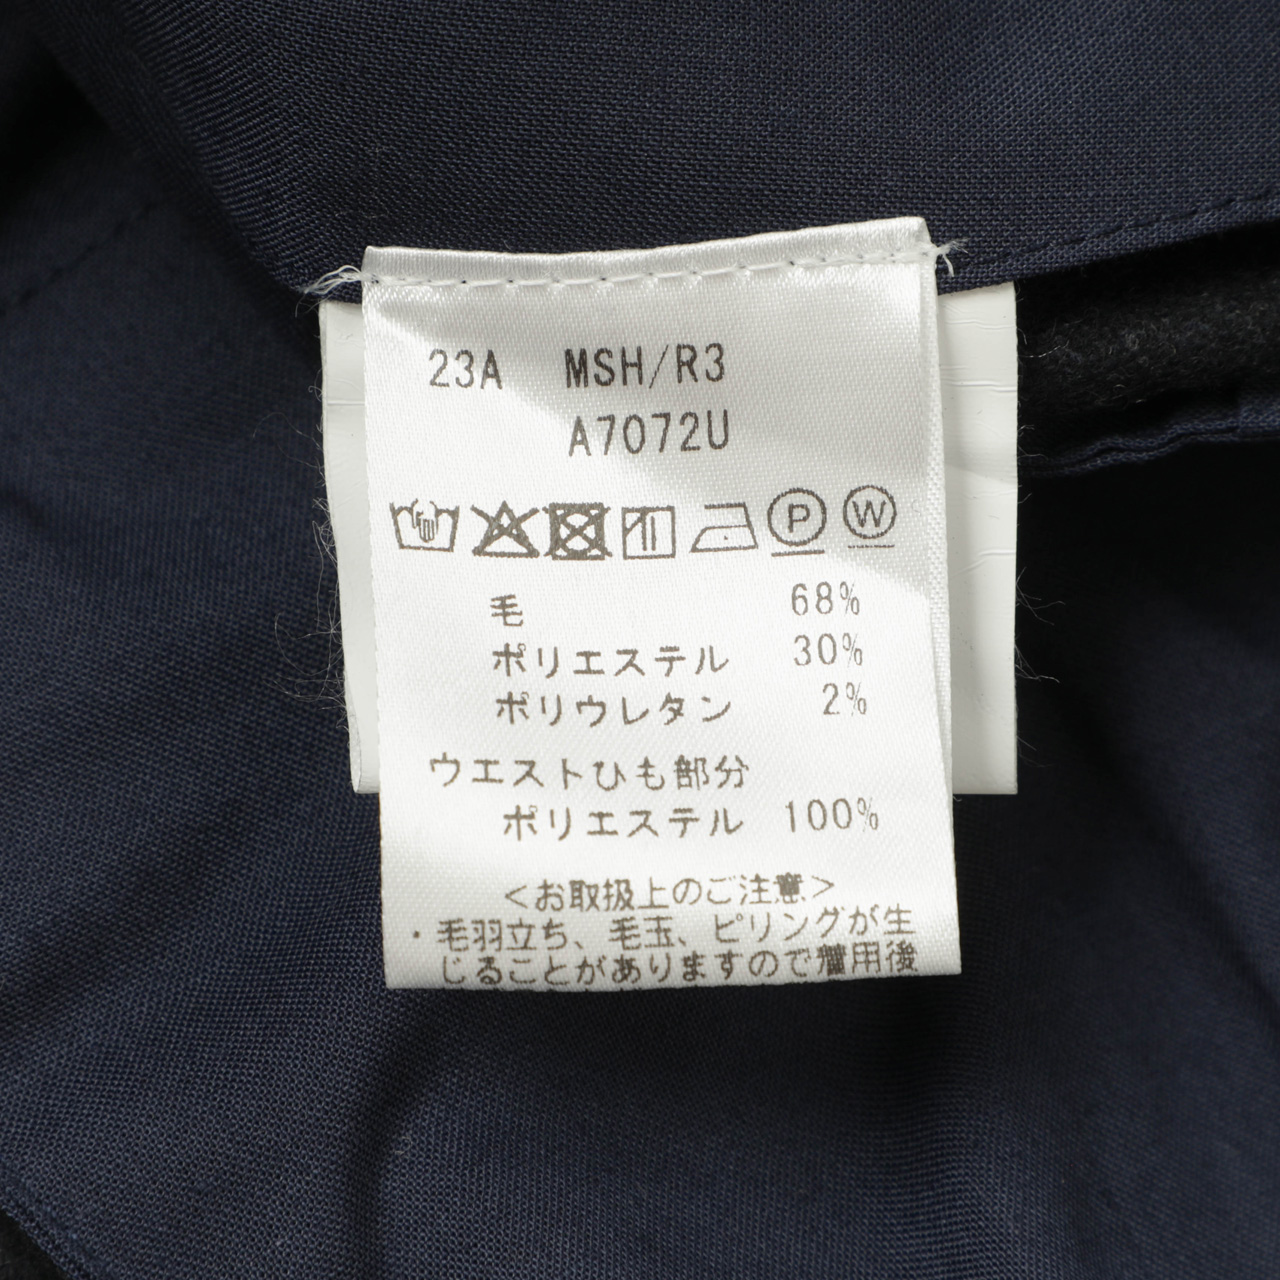 23A MSH/R3
A7072U
P W
毛 68%
ポリエステル 30%
ポリウレタン 2%
ウエストひも部分
ポリエステル 100%
<お取扱上のご注意>
・毛羽立ち、毛玉、ピリングが生
じることがありますので着用後